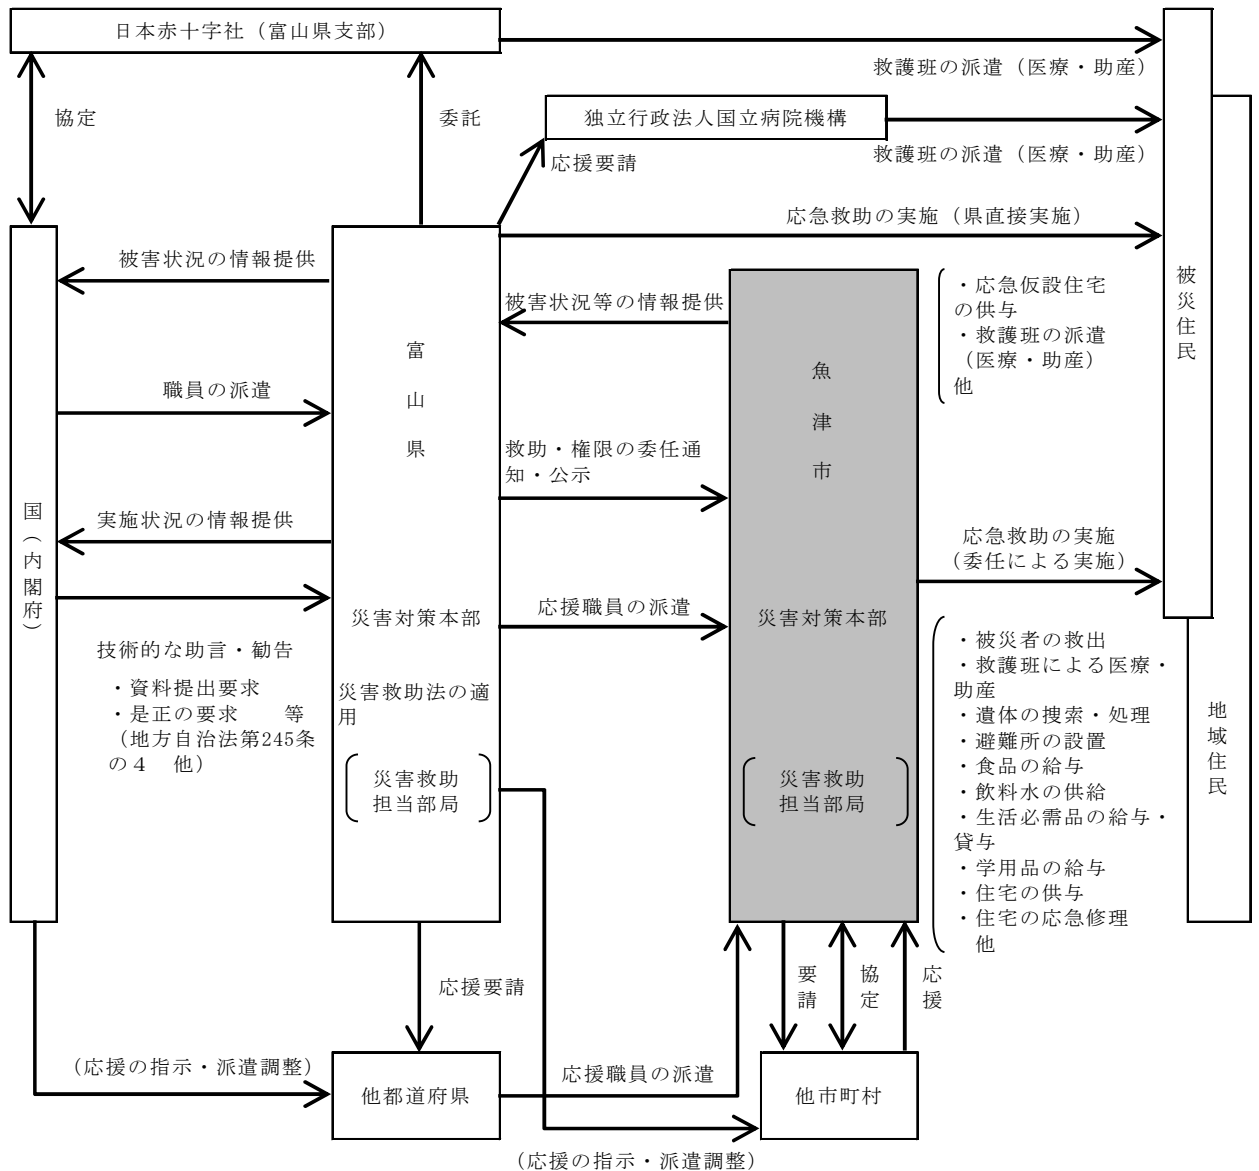 日本赤十字社（富山県支部）
救護班の派遣（医療・助産）
協定
委託
独立行政法人国立病院機構
救護班の派遣（医療・助産）
応援要請
応急救助の実施（県直接実施）
被害状況の情報提供
被害状況等の情報提供
・応急仮設住宅
の供与
・救護班の派遣
（医療・助産）
他
被災住民
富山県
魚津市
職員の派遣
救助・権限の委任通
知・公示
国（内閣府）
実施状況の情報提供
応急救助の実施
（委任による実施）
災害対策本部
応援職員の派遣
災害対策本部
技術的な助言・勧告
・資料提出要求
・是正の要求　等
（地方自治法第245条
の４　他）
災害救助法の適
用
災害救助
担当部局
災害救助
担当部局
・被災者の救出
・救護班による医療・
助産
・遺体の捜索・処理
・避難所の設置
・食品の給与
・飲料水の供給
・生活必需品の給与・
貸与
・学用品の給与
・住宅の供与
・住宅の応急修理
他
地域住民
応援要請
要請
協定
応援
（応援の指示・派遣調整）
他都道府県
応援職員の派遣
他市町村
（応援の指示・派遣調整）